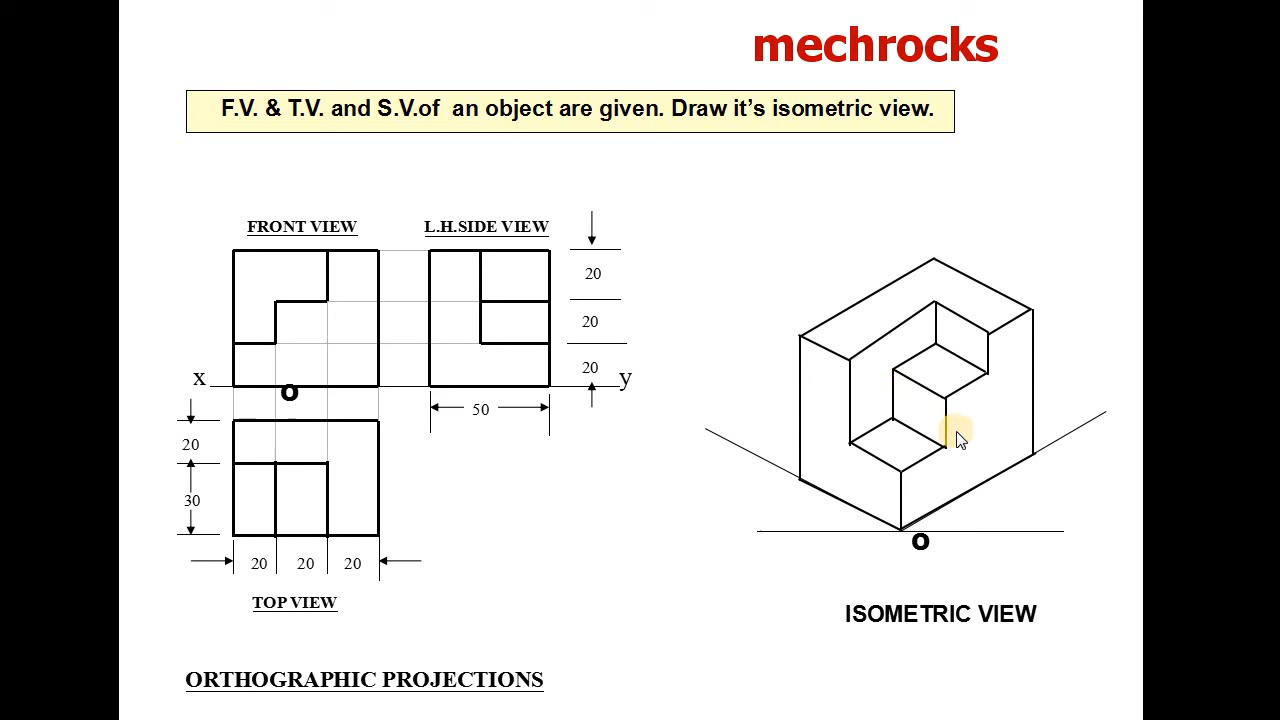 mechrocks
F.V. & T.V. and S.V.of an object are given. Draw it’s isometric view.
FRONT VIEW
L.H.SIDE VIEW
20
20
20
x
y
O
50
20
30
20 20 20
TOP VIEW
O
ISOMETRIC VIEW
ORTHOGRAPHIC PROJECTIONS